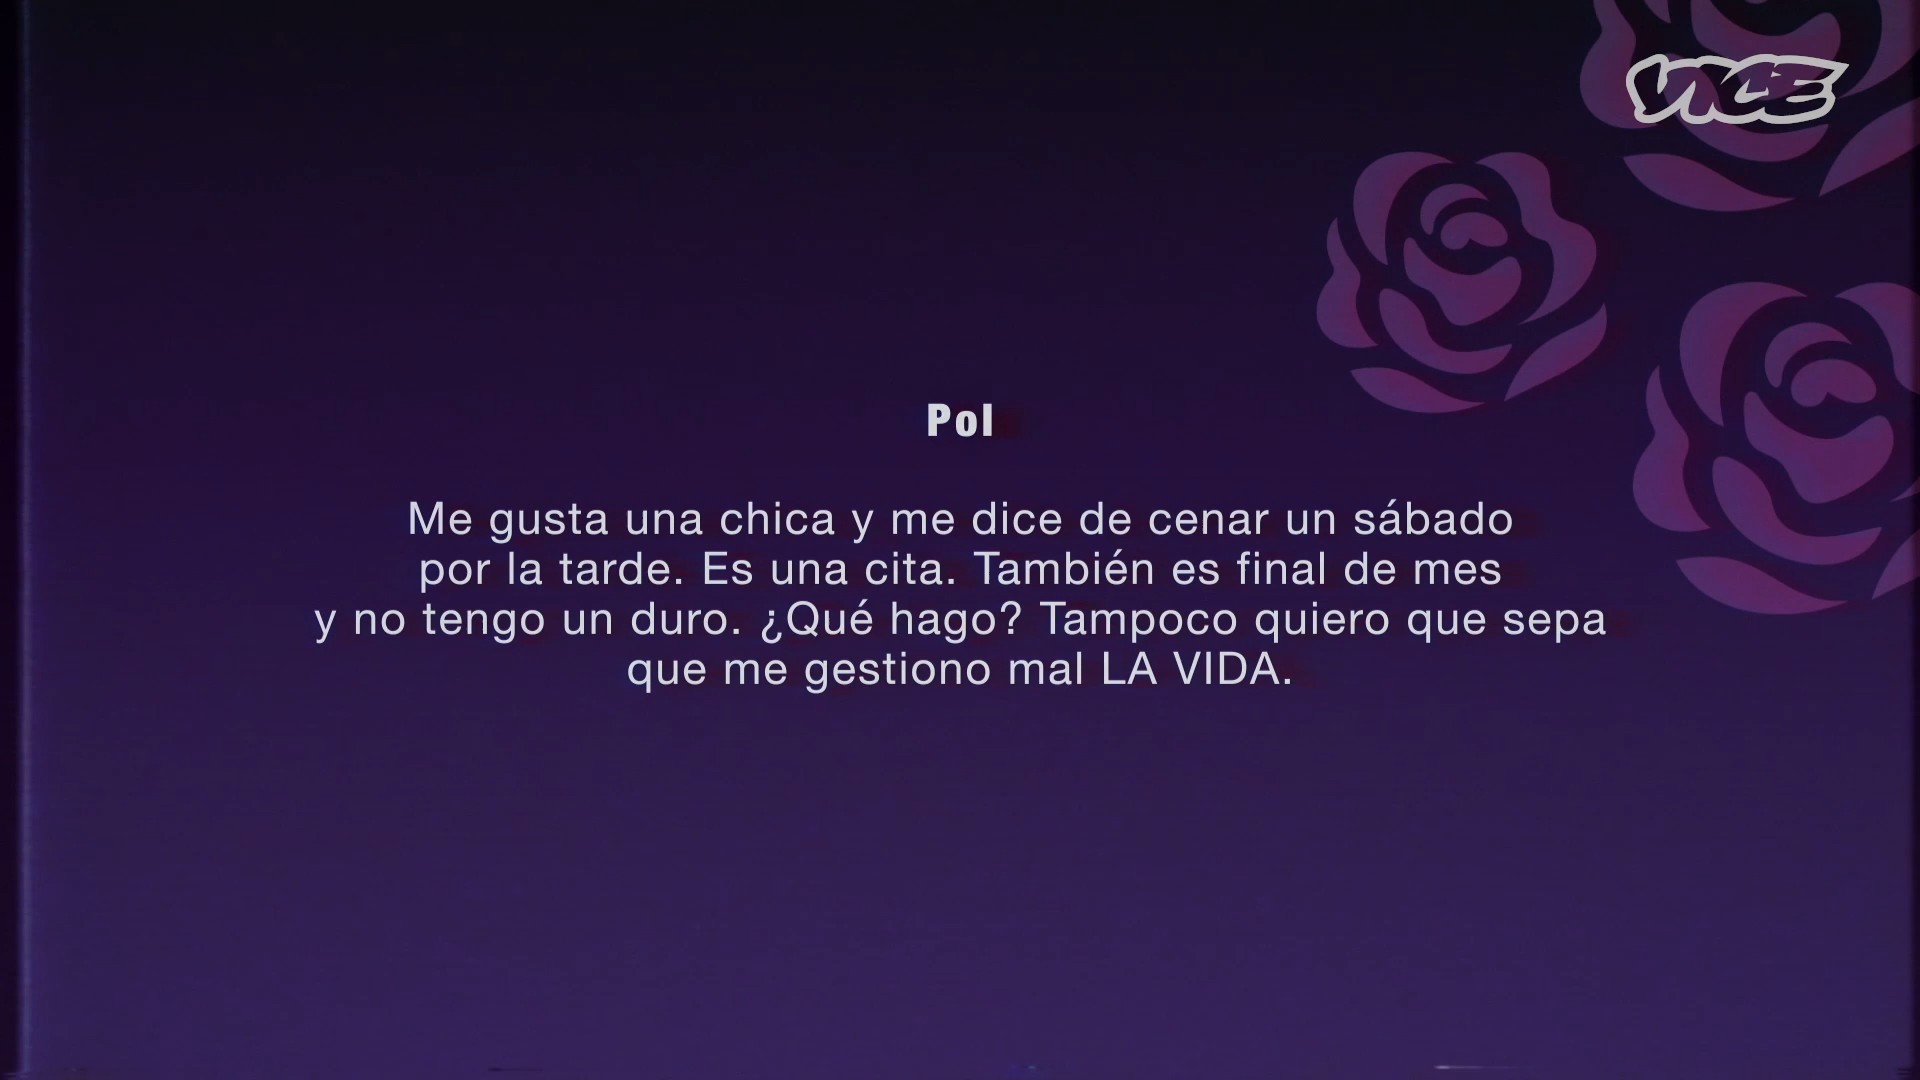 VICE
Pol
Me gusta una chica y me dice de cenar un sábado
por la tarde. Es una cita. También es final de mes
y no tengo un duro. ¿Qué hago? Tampoco quiero que sepa
que me gestiono mal LA VIDA.